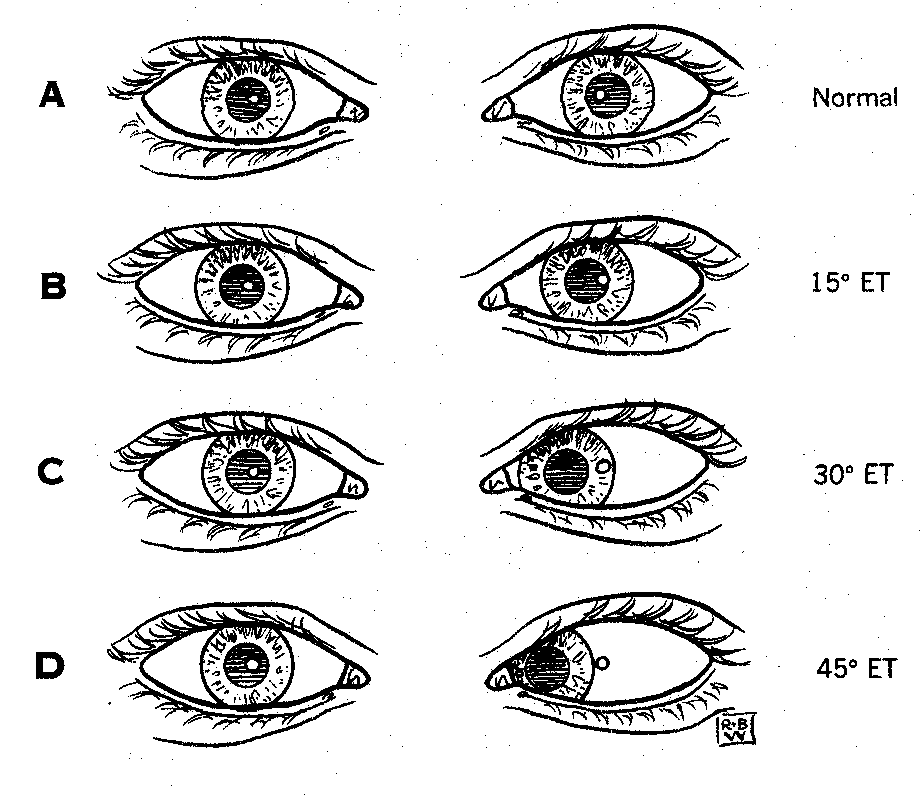 A Normal
B 15° ET
C 30° ET
D 45° ET
R·B
W